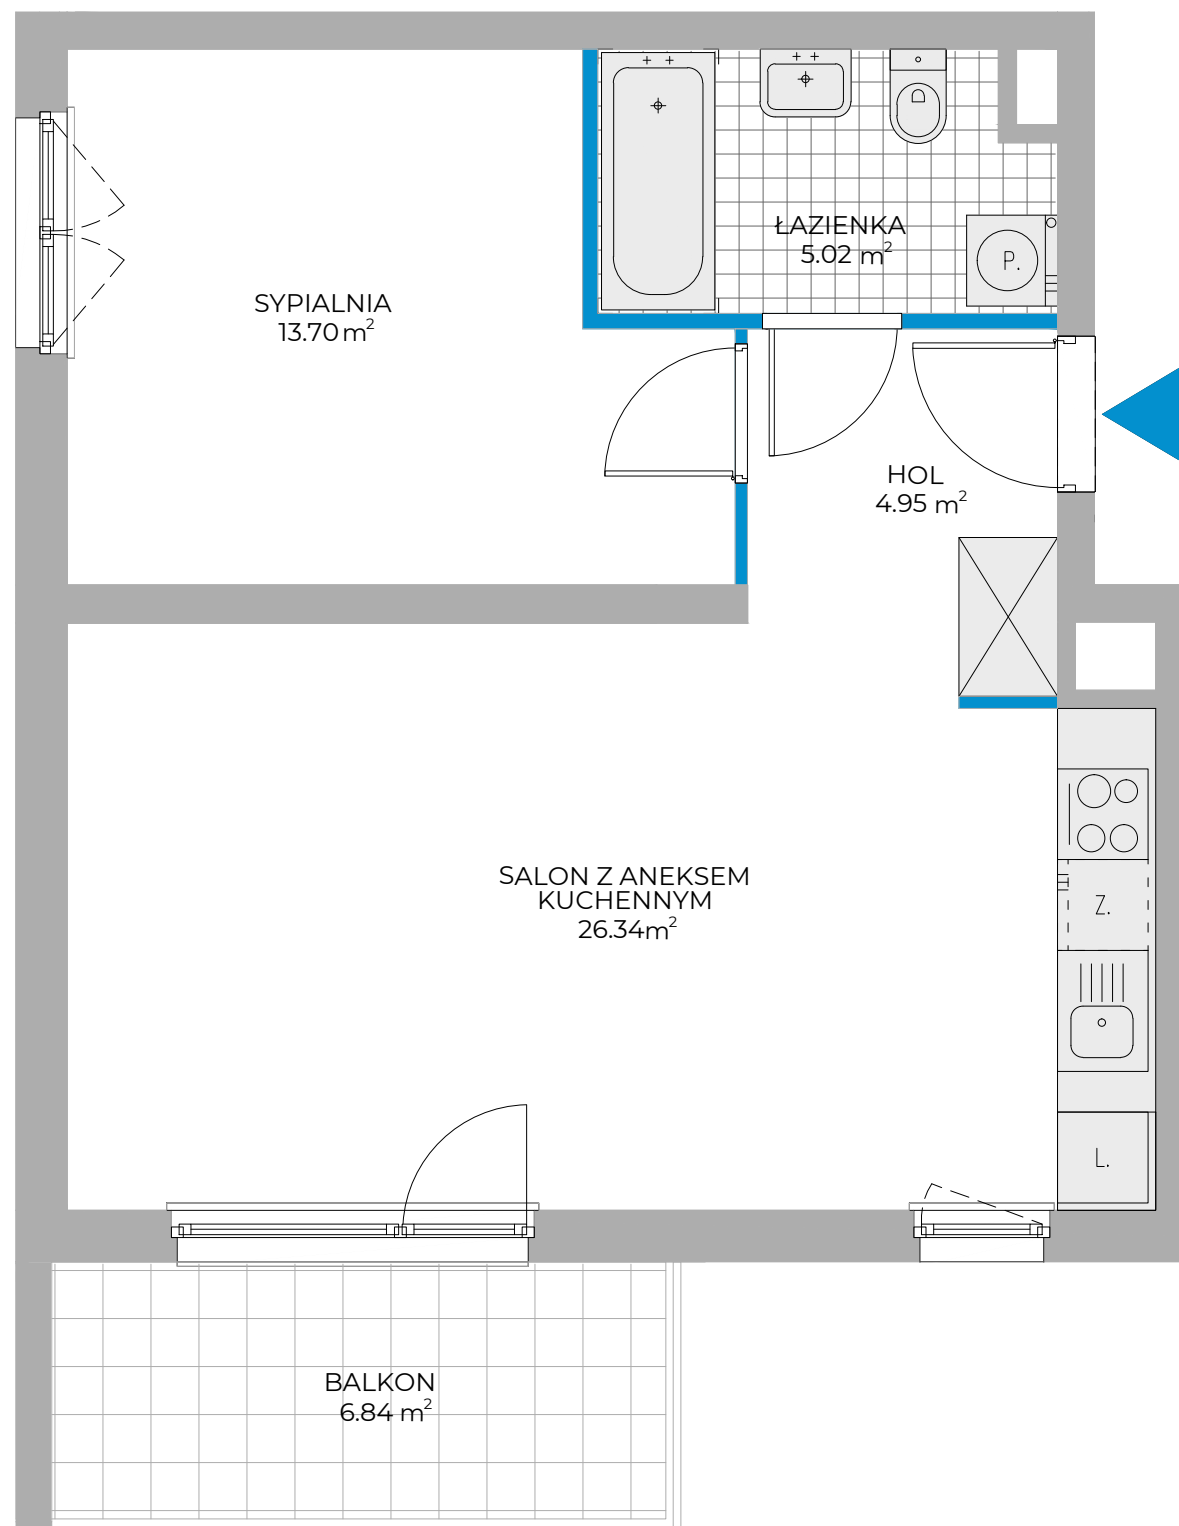 ŁAZIENKA
5.02 m²
P.
SYPIALNIA
13.70 m²
HOL
4.95 m²
SALON Z ANEKSEM
KUCHENNYM
26.34m²
Z.
L.
BALKON
6.84 m²